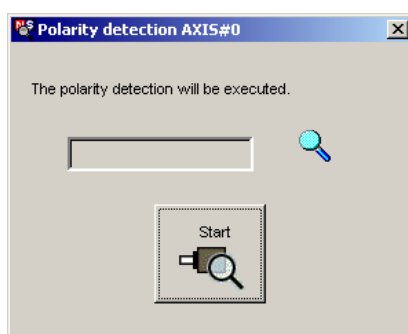 Polarity detection AXIS#0
The polarity detection will be executed.
Start